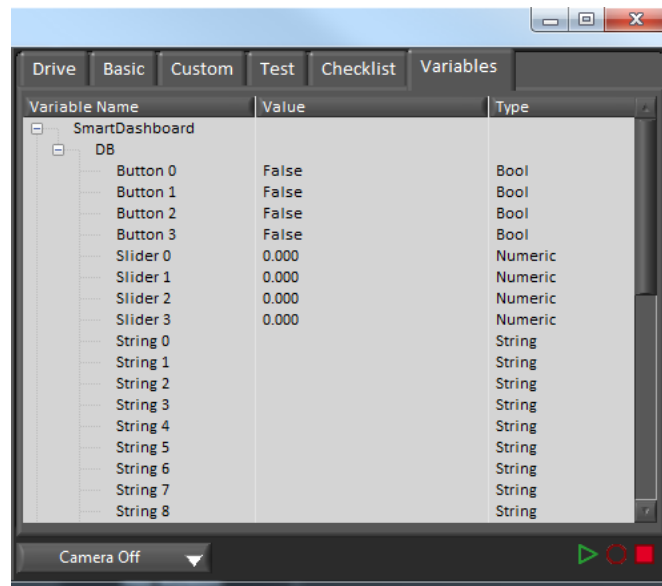 Drive Basic Custom Test Checklist Variables
Variable Name Value Type
SmartDashboard
DB
Button 0 False Bool
Button 1 False Bool
Button 2 False Bool
Button 3 False Bool
Slider 0 0.000 Numeric
Slider 1 0.000 Numeric
Slider 2 0.000 Numeric
Slider 3 0.000 Numeric
String 0 String
String 1 String
String 2 String
String 3 String
String 4 String
String 5 String
String 6 String
String 7 String
String 8 String
Camera Off